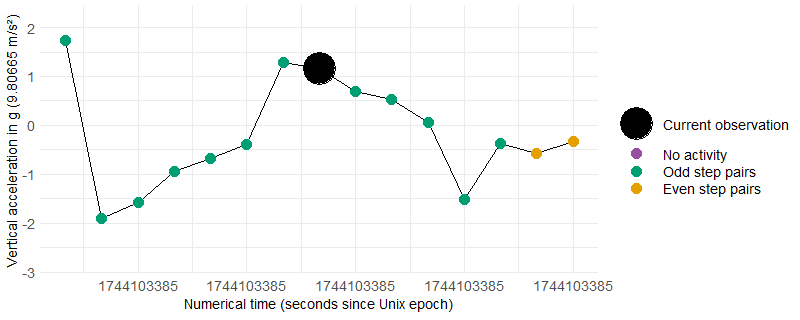 Vertical acceleration in g (9.80665 m/s²)
2
1
0
-1
-2
-3
1744103385 1744103385 1744103385 1744103385 1744103385
Numerical time (seconds since Unix epoch)
Current observation
No activity
Odd step pairs
Even step pairs